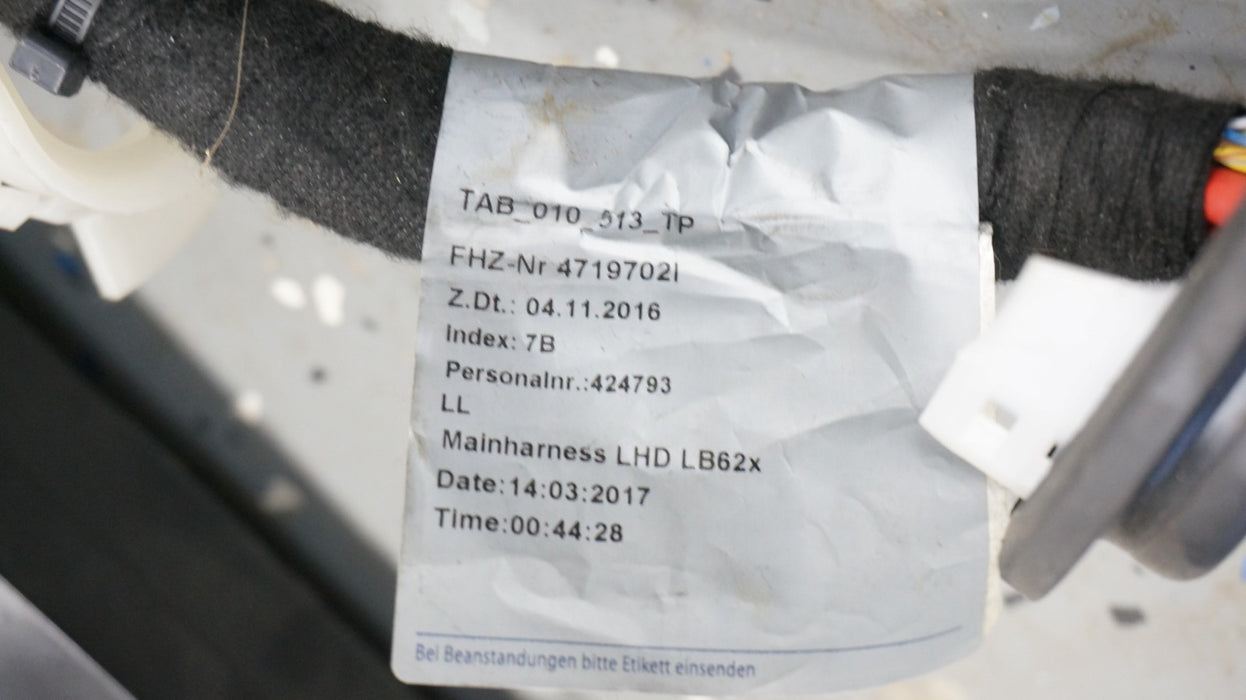 TAB_010_513_TP
FHZ-Nr 4719702I
Z.Dt.: 04.11.2016
Index: 7B
Personalnr.:424793
LL
Mainharness LHD LB62x
Date:14:03:2017
Time:00:44:28
Bei Beanstandungen bitte Etikett einsenden